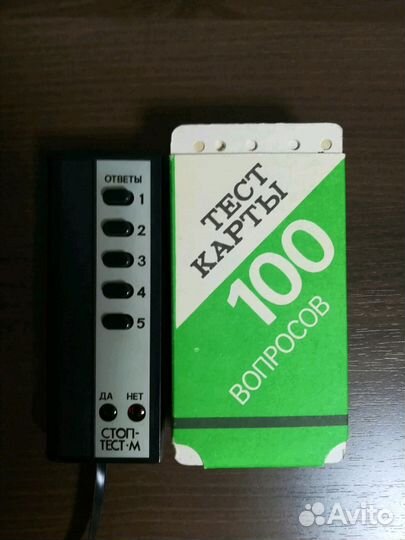 ОТВЕТЫ
1
2
3
4
5
ДА НЕТ
СТОП-
ТЕСТ-М
ТЕСТ
КАРТЫ
100
ВОПРОСОВ
Avito